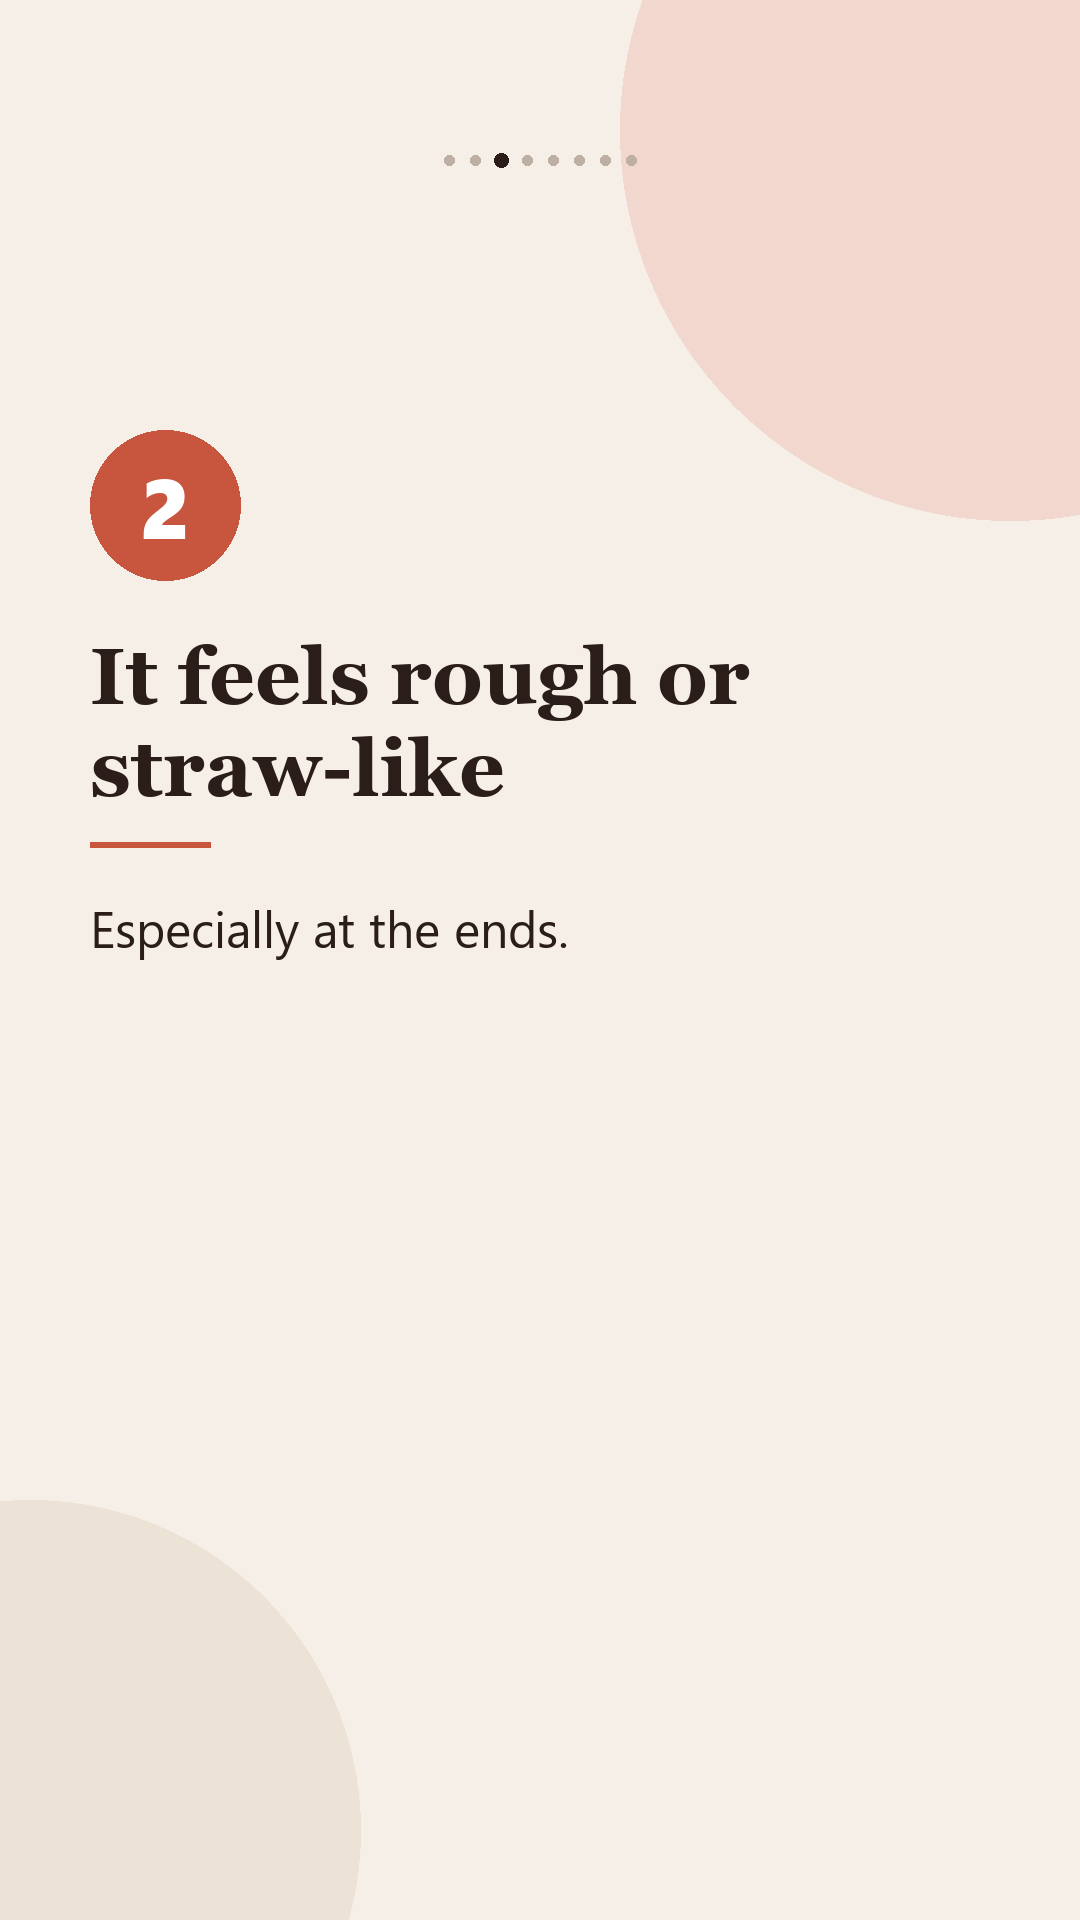 2
It feels rough or
straw-like
Especially at the ends.